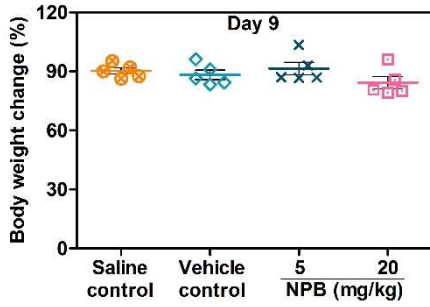 Day 9
Body weight change (%)
120
90
60
30
0
Saline control
Vehicle control
5
20
NPB (mg/kg)